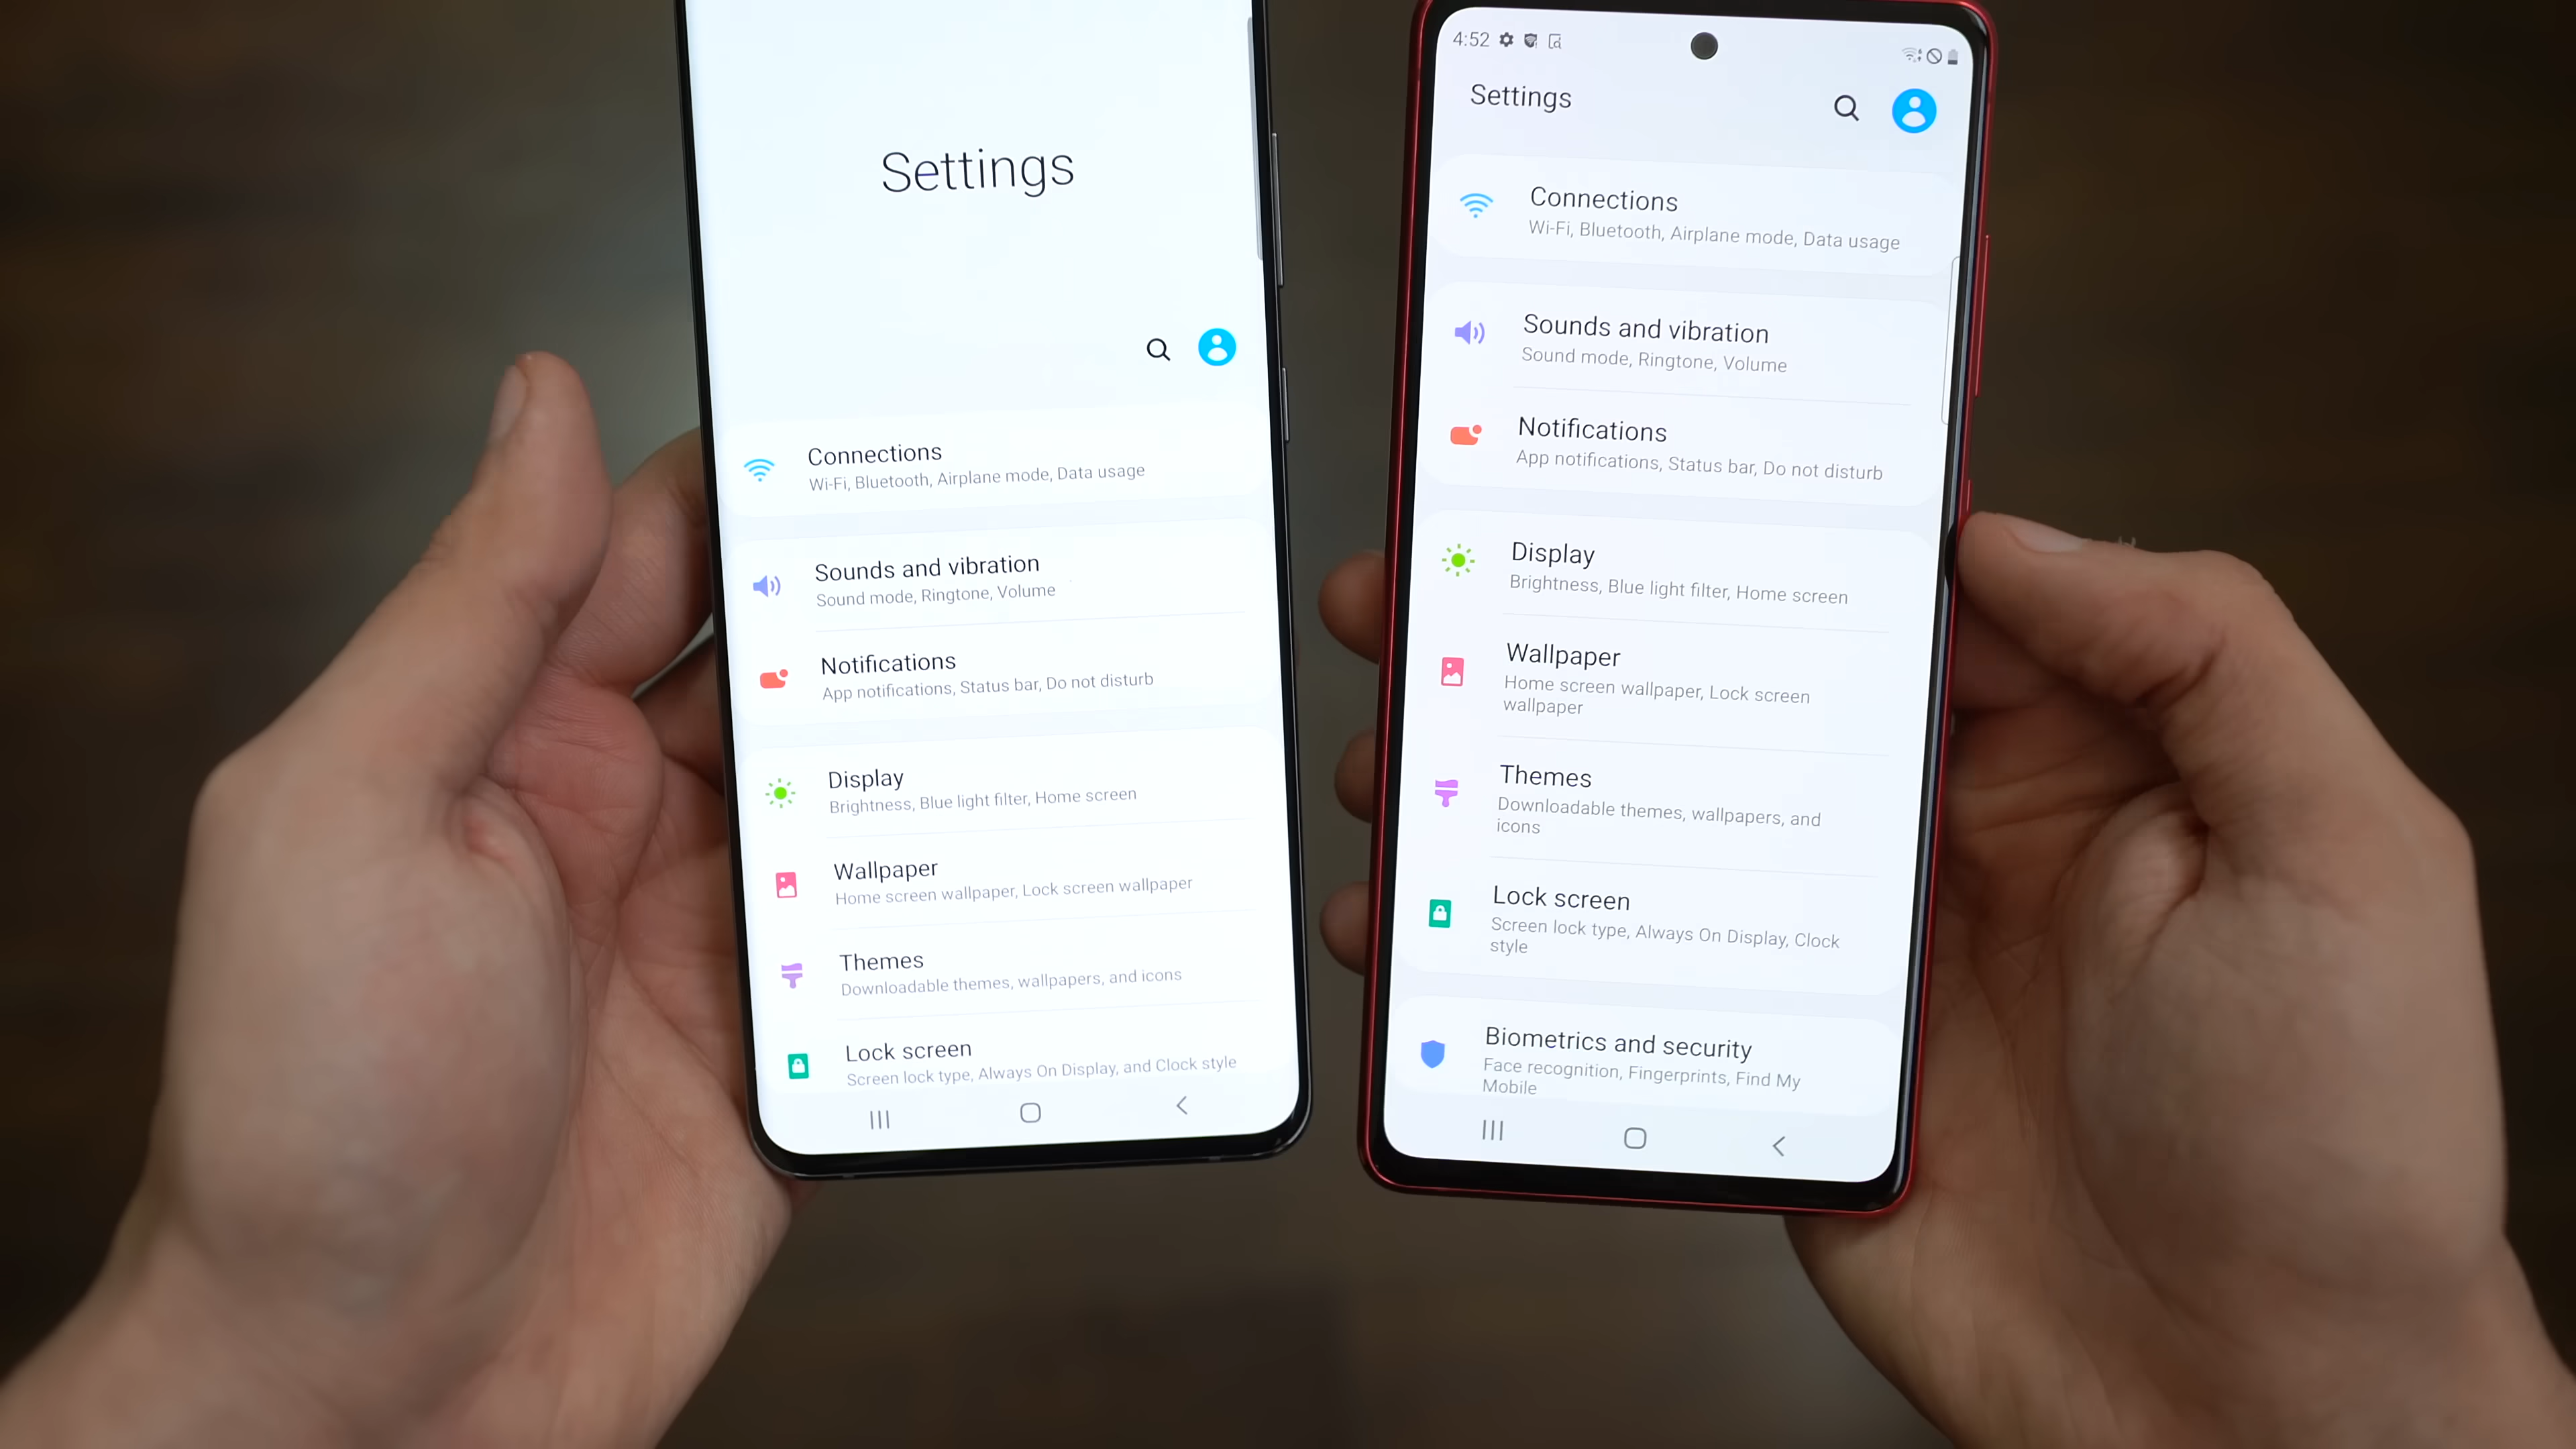 Settings
Connections
Wi-Fi, Bluetooth, Airplane mode, Data usage
Sounds and vibration
Sound mode, Ringtone, Volume
Notifications
App notifications, Status bar, Do not disturb
Display
Brightness, Blue light filter, Home screen
Wallpaper
Home screen wallpaper, Lock screen wallpaper
Themes
Downloadable themes, wallpapers, and icons
Lock screen
Screen lock type, Always On Display, and Clock style
4:52
Settings
Connections
Wi-Fi, Bluetooth, Airplane mode, Data usage
Sounds and vibration
Sound mode, Ringtone, Volume
Notifications
App notifications, Status bar, Do not disturb
Display
Brightness, Blue light filter, Home screen
Wallpaper
Home screen wallpaper, Lock screen
wallpaper
Themes
Downloadable themes, wallpapers, and
icons
Lock screen
Screen lock type, Always On Display, Clock
style
Biometrics and security
Face recognition, Fingerprints, Find My
Mobile